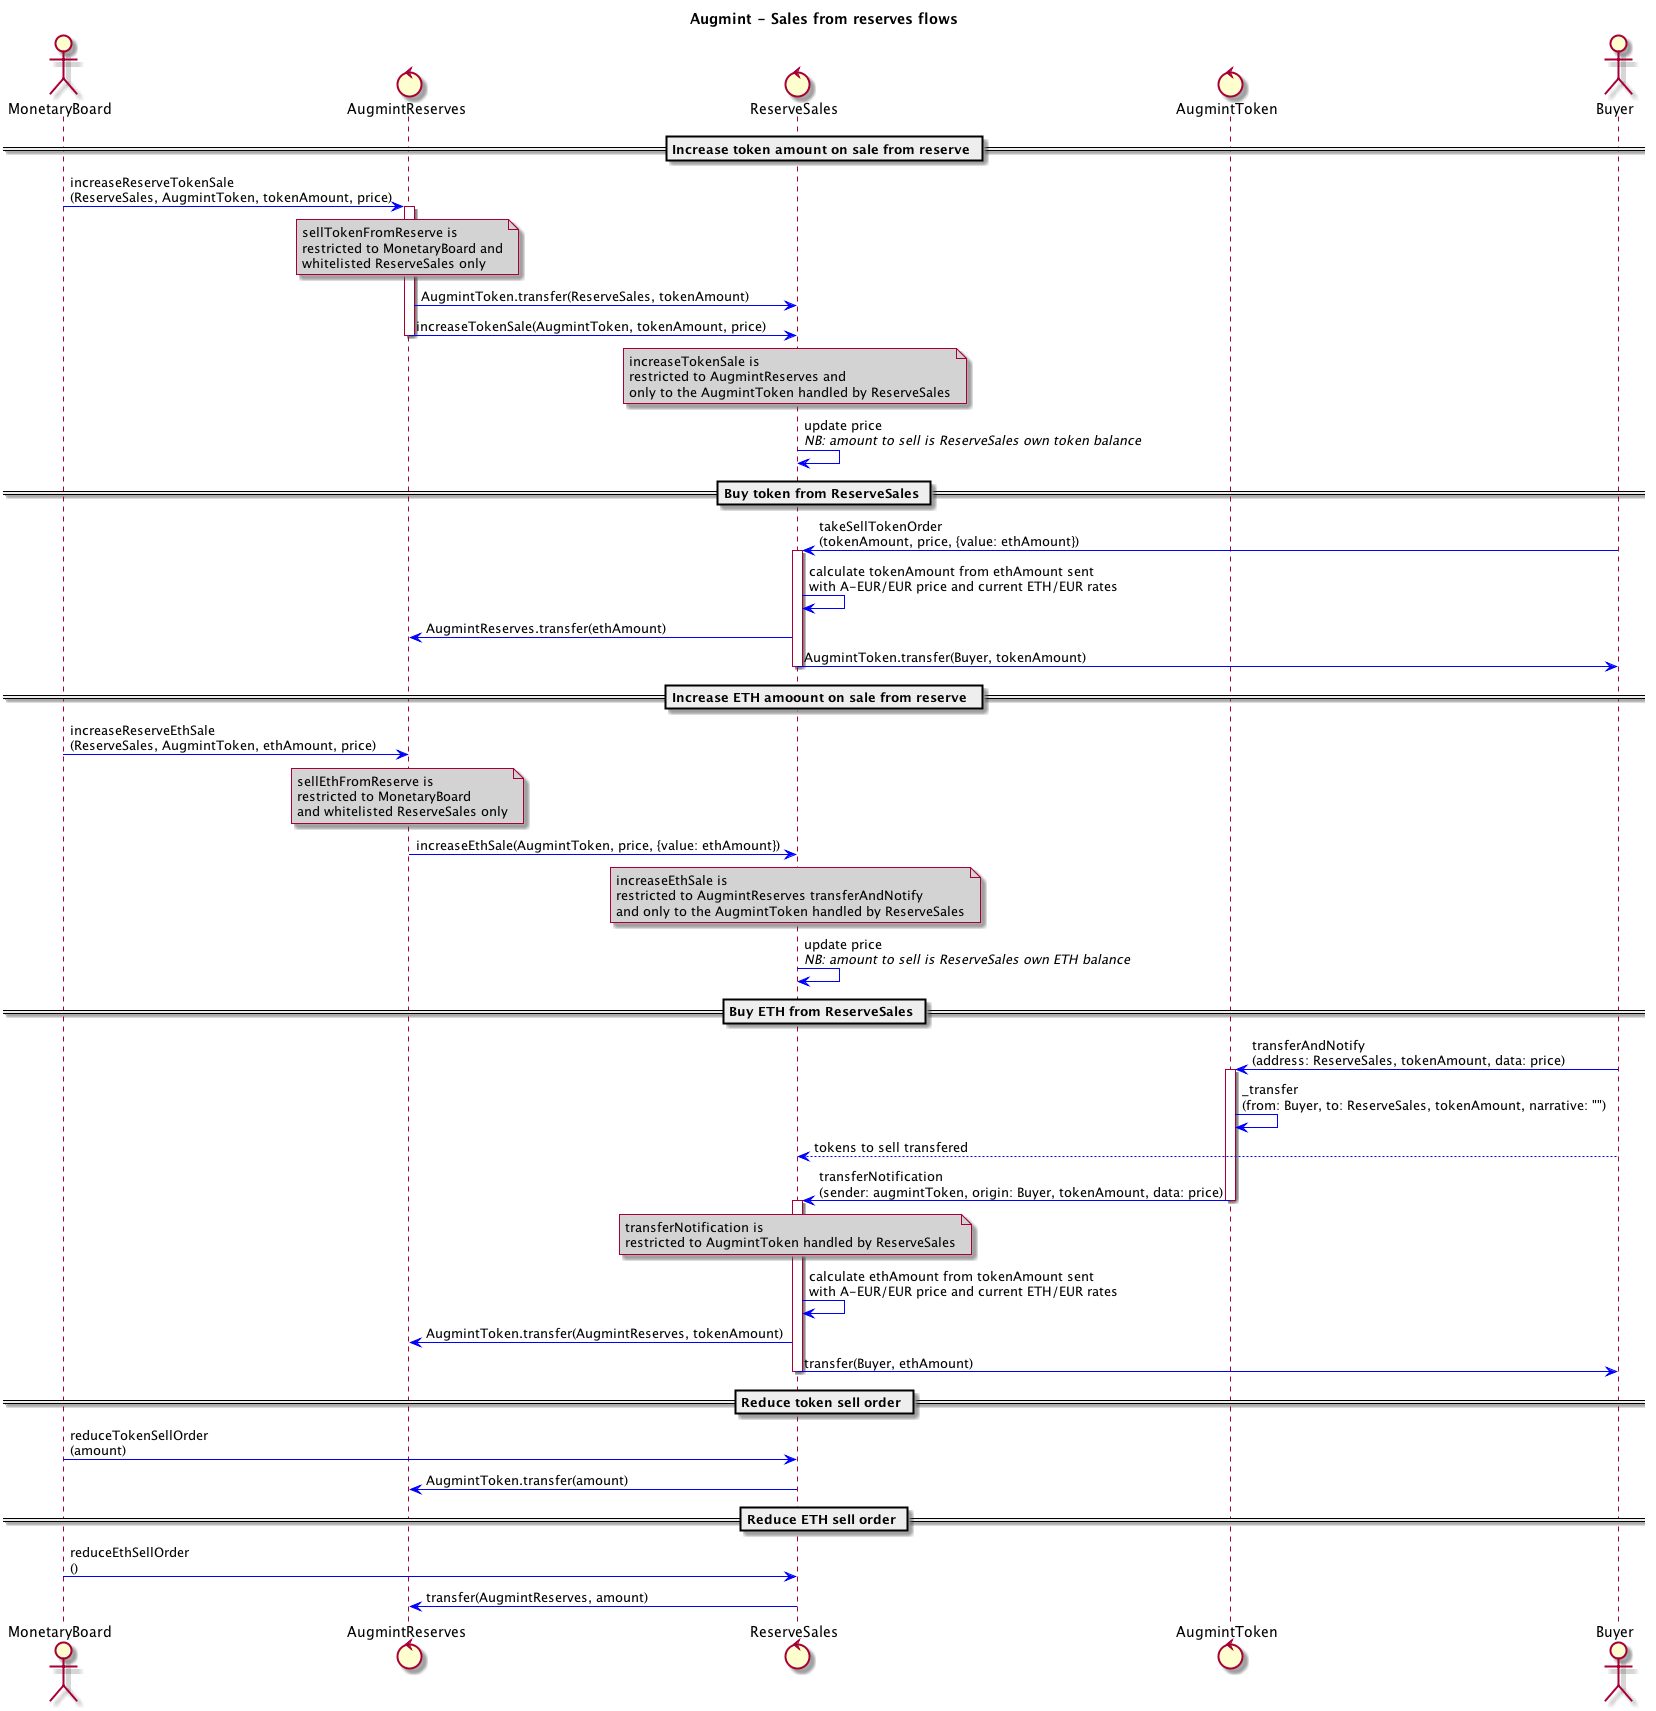 Augmint - Sales from reserves flows
MonetaryBoard
AugmintReserves
ReserveSales
AugmintToken
Buyer
Increase token amount on sale from reserve
increaseReserveTokenSale
(ReserveSales, AugmintToken, tokenAmount, price)
sellTokenFromReserve is
restricted to MonetaryBoard and
whitelisted ReserveSales only
AugmintToken.transfer(ReserveSales, tokenAmount)
increaseTokenSale(AugmintToken, tokenAmount, price)
increaseTokenSale is
restricted to AugmintReserves and
only to the AugmintToken handled by ReserveSales
update price
NB: amount to sell is ReserveSales own token balance
Buy token from ReserveSales
takeSellTokenOrder
(tokenAmount, price, {value: ethAmount})
calculate tokenAmount from ethAmount sent
with A-EUR/EUR price and current ETH/EUR rates
AugmintReserves.transfer(ethAmount)
AugmintToken.transfer(Buyer, tokenAmount)
Increase ETH amoount on sale from reserve
increaseReserveEthSale
(ReserveSales, AugmintToken, ethAmount, price)
sellEthFromReserve is
restricted to MonetaryBoard
and whitelisted ReserveSales only
increaseEthSale(AugmintToken, price, {value: ethAmount})
increaseEthSale is
restricted to AugmintReserves transferAndNotify
and only to the AugmintToken handled by ReserveSales
update price
NB: amount to sell is ReserveSales own ETH balance
Buy ETH from ReserveSales
transferAndNotify
(address: ReserveSales, tokenAmount, data: price)
_transfer
(from: Buyer, to: ReserveSales, tokenAmount, narrative: "")
tokens to sell transfered
transferNotification
(sender: augmintToken, origin: Buyer, tokenAmount, data: price)
transferNotification is
restricted to AugmintToken handled by ReserveSales
calculate ethAmount from tokenAmount sent
with A-EUR/EUR price and current ETH/EUR rates
AugmintToken.transfer(AugmintReserves, tokenAmount)
transfer(Buyer, ethAmount)
Reduce token sell order
reduceTokenSellOrder
(amount)
AugmintToken.transfer(amount)
Reduce ETH sell order
reduceEthSellOrder
()
transfer(AugmintReserves, amount)
MonetaryBoard
AugmintReserves
ReserveSales
AugmintToken
Buyer